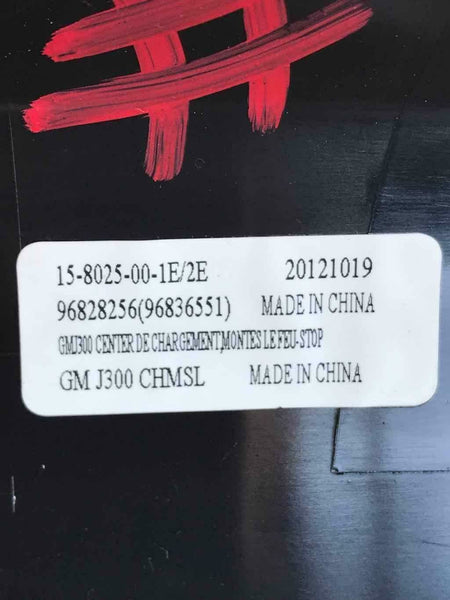 15-8025-00-1E/2E 20121019
96828256(96836551) MADE IN CHINA
GMJ300 CENTER DE CHARGEMENT,MONTES LE FEU-STOP
GM J300 CHMSL MADE IN CHINA